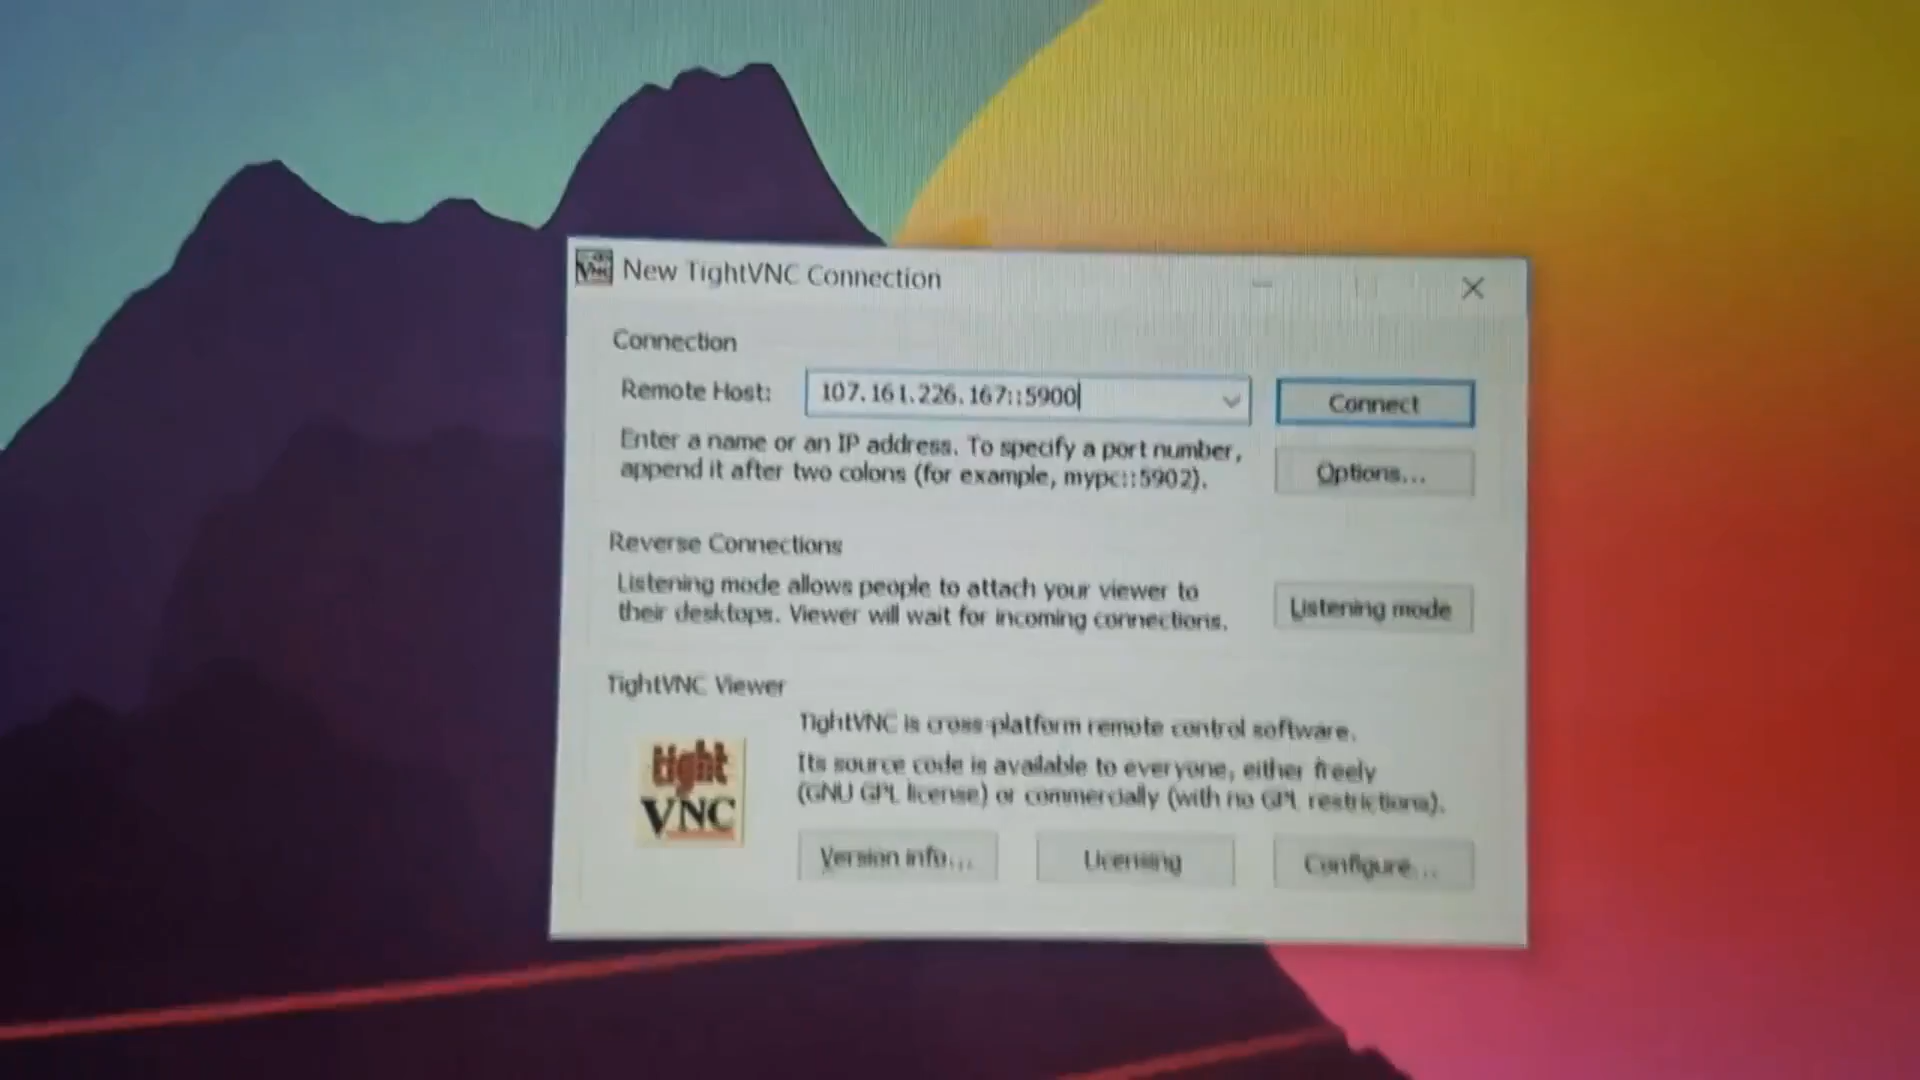 New TightVNC Connection
Connection
Remote Host: 107.161.226.167::5900 Connect
Enter a name or an IP address. To specify a port number,
append it after two colons (for example, mypc::5902).
Options...
Reverse Connections
Listening mode allows people to attach your viewer to
their desktops. Viewer will wait for incoming connections.
Listening mode
TightVNC Viewer
TightVNC is cross-platform remote control software.
Its source code is available to everyone, either freely
(GNU GPL license) or commercially (with no GPL restrictions).
tight
VNC
Version info... Licensing Configure...